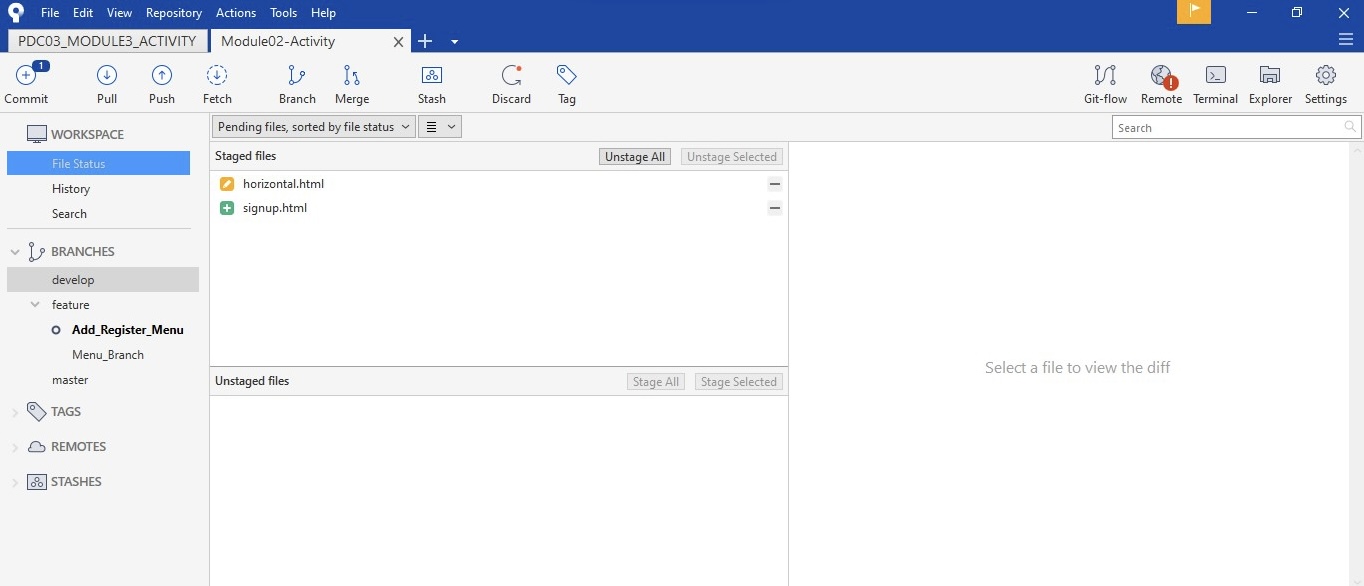 File Edit View Repository Actions Tools Help
PDC03_MODULE3_ACTIVITY Module02-Activity
1
Commit Pull Push Fetch Branch Merge Stash Discard Tag Git-flow Remote Terminal Explorer Settings
WORKSPACE
File Status
History
Search
BRANCHES
develop
feature
Add_Register_Menu
Menu_Branch
master
TAGS
REMOTES
STASHES
Pending files, sorted by file status
Search
Staged files Unstage All Unstage Selected
horizontal.html
signup.html
Unstaged files Stage All Stage Selected
Select a file to view the diff